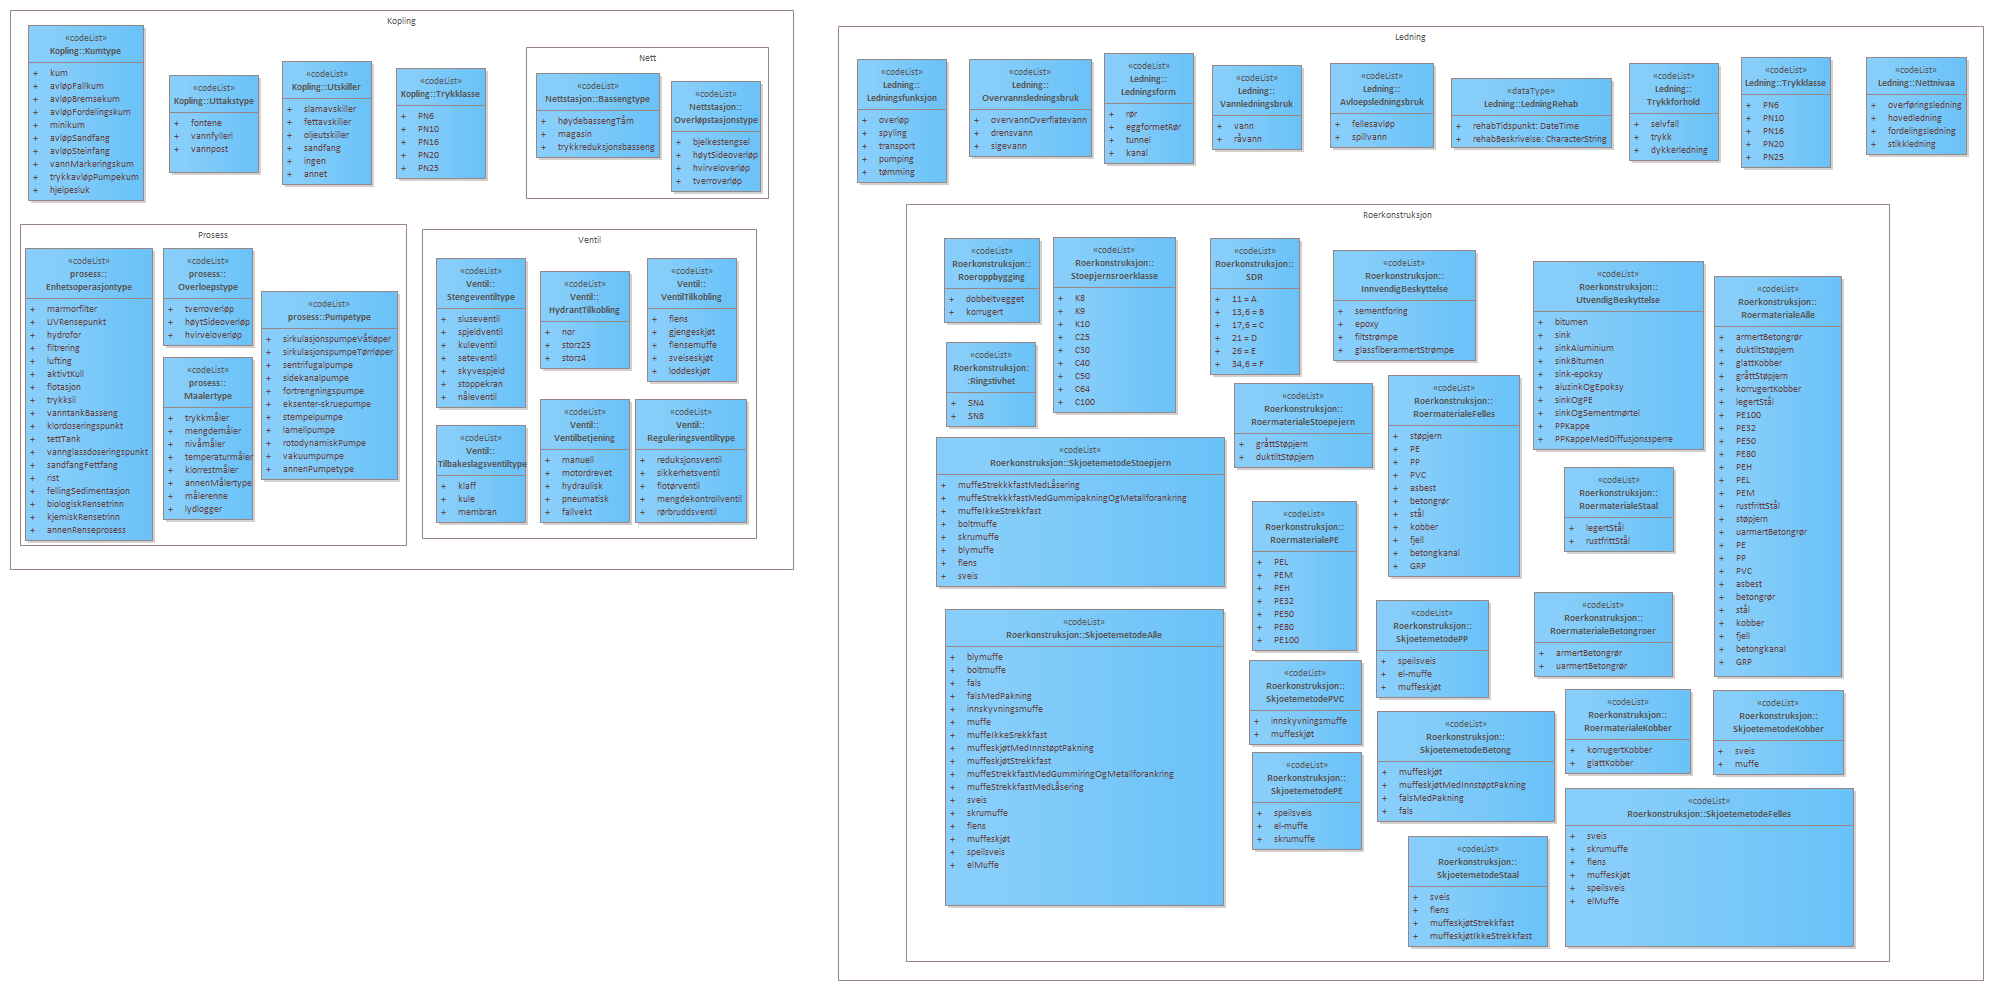 Kopling
«codeList»
Kopling::Kumtype
+ kum
+ avløpFallkum
+ avløpBremsekum
+ avløpFordelingskum
+ minikum
+ avløpSandfang
+ avløpSteinfang
+ vannMarkeringskum
+ trykkavløpPumpekum
+ hjelpesluk
«codeList»
Kopling::Uttakstype
+ fontene
+ vannfylleri
+ vannpost
«codeList»
Kopling::Utskiller
+ slamavskiller
+ fettavskiller
+ oljeutskiller
+ sandfang
+ ingen
+ annet
«codeList»
Kopling::Trykklasse
+ PN6
+ PN10
+ PN16
+ PN20
+ PN25
Nett
«codeList»
Nettstasjon::Bassengtype
+ høydebassengTårn
+ magasin
+ trykkreduksjonsbasseng
«codeList»
Nettstasjon::
Overløpstasjonstype
+ bjelkestengsel
+ høytSideoverløp
+ hvirveloverløp
+ tverroverløp
Prosess
«codeList»
prosess::
Enhetsoperasjontype
+ marmorfilter
+ UVRensepunkt
+ hydrofor
+ filtrering
+ lufting
+ aktivtKull
+ flotasjon
+ trykksil
+ vanntankBasseng
+ klordoseringspunkt
+ tettTank
+ vannglassdoseringspunkt
+ sandfangFettfang
+ rist
+ fellingSedimentasjon
+ biologiskRensetrinn
+ kjemiskRensetrinn
+ annenRenseprosess
«codeList»
prosess::
Overloepstype
+ tverroverløp
+ høytSideoverløp
+ hvirveloverløp
«codeList»
prosess::
Maalertype
+ trykkmåler
+ mengdemåler
+ nivåmåler
+ temperaturmåler
+ klorrestmåler
+ annenMålertype
+ målerenne
+ lydlogger
«codeList»
prosess::Pumpetype
+ sirkulasjonspumpeVåtløper
+ sirkulasjonspumpeTørrløper
+ sentrifugalpumpe
+ sidekanalpumpe
+ fortrengningspumpe
+ eksenter-skruepumpe
+ stempelpumpe
+ lamellpumpe
+ rotodynamiskPumpe
+ vakuumpumpe
+ annenPumpetype
Ventil
«codeList»
Ventil::
Stengeventiltype
+ sluseventil
+ spjeldventil
+ kuleventil
+ seteventil
+ skyvespjeld
+ stoppekran
+ nåleventil
«codeList»
Ventil::
HydrantTilkobling
+ nor
+ storz25
+ storz4
«codeList»
Ventil::
VentilTilkobling
+ flens
+ gjengeskjøt
+ flensemuffe
+ sveiseskjøt
+ loddeskjøt
«codeList»
Ventil::
Tilbakeslagsventiltype
+ klaff
+ kule
+ membran
«codeList»
Ventil::
Ventilbetjening
+ manuell
+ motordrevet
+ hydraulisk
+ pneumatisk
+ fallvekt
«codeList»
Ventil::
Reguleringsventiltype
+ reduksjonsventil
+ sikkerhetsventil
+ flotørventil
+ mengdekontrollventil
+ rørbruddsventil
Ledning
«codeList»
Ledning::
Ledningsfunksjon
+ overløp
+ spyling
+ transport
+ pumping
+ tømming
«codeList»
Ledning::
Overvannsledningsbruk
+ overvannOverflatevann
+ drensvann
+ sigevann
«codeList»
Ledning::
Ledningsform
+ rør
+ eggformetRør
+ tunnel
+ kanal
«codeList»
Ledning::
Vannledningsbruk
+ vann
+ råvann
«codeList»
Ledning::
Avloepsledningsbruk
+ fellesavløp
+ spillvann
«dataType»
Ledning::LedningRehab
+ rehabTidspunkt: DateTime
+ rehabBeskrivelse: CharacterString
«codeList»
Ledning::
Trykkforhold
+ selvfall
+ trykk
+ dykkerledning
«codeList»
Ledning::Trykklasse
+ PN6
+ PN10
+ PN16
+ PN20
+ PN25
«codeList»
Ledning::Nettnivaa
+ overføringsledning
+ hovedledning
+ fordelingsledning
+ stikkledning
Roerkonstruksjon
«codeList»
Roerkonstruksjon::
Roeroppbygging
+ dobbeltvegget
+ korrugert
«codeList»
Roerkonstruksjon:
:Ringstivhet
+ SN4
+ SN8
«codeList»
Roerkonstruksjon::
Stoepjernsroerklasse
+ K8
+ K9
+ K10
+ C25
+ C30
+ C40
+ C50
+ C64
+ C100
«codeList»
Roerkonstruksjon::
SDR
+ 11 = A
+ 13,6 = B
+ 17,6 = C
+ 21 = D
+ 26 = E
+ 34,6 = F
«codeList»
Roerkonstruksjon::
InnvendigBeskyttelse
+ sementforing
+ epoxy
+ filtstrømpe
+ glassfiberarmertStrømpe
«codeList»
Roerkonstruksjon::
UtvendigBeskyttelse
+ bitumen
+ sink
+ sinkAluminium
+ sinkBitumen
+ sink-epoksy
+ aluzinkOgEpoksy
+ sinkOgPE
+ sinkOgSementmørtel
+ PPKappe
+ PPKappeMedDiffusjonssperre
«codeList»
Roerkonstruksjon::
RoermaterialeAlle
+ armertBetongrør
+ duktiltStøpjern
+ glattKobber
+ gråttStøpjern
+ korrugertKobber
+ legertStål
+ PE100
+ PE32
+ PE50
+ PE80
+ PEH
+ PEL
+ PEM
+ rustfrittStål
+ støpjern
+ uarmertBetongrør
+ PE
+ PP
+ PVC
+ asbest
+ betongrør
+ stål
+ kobber
+ fjell
+ betongkanal
+ GRP
«codeList»
Roerkonstruksjon::
RoermaterialeStoepejern
+ gråttStøpjern
+ duktiltStøpjern
«codeList»
Roerkonstruksjon::
RoermaterialeFelles
+ støpjern
+ PE
+ PP
+ PVC
+ asbest
+ betongrør
+ stål
+ kobber
+ fjell
+ betongkanal
+ GRP
«codeList»
Roerkonstruksjon::SkjoetemetodeStoepjern
+ muffeStrekkkfastMedLåsering
+ muffeStrekkkfastMedGummipakningOgMetallforankring
+ muffeIkkeStrekkfast
+ boltmuffe
+ skrumuffe
+ blymuffe
+ flens
+ sveis
«codeList»
Roerkonstruksjon::
RoermaterialeStaal
+ legertStål
+ rustfrittStål
«codeList»
Roerkonstruksjon::
RoermaterialePE
+ PEL
+ PEM
+ PEH
+ PE32
+ PE50
+ PE80
+ PE100
«codeList»
Roerkonstruksjon::SkjoetemetodeAlle
+ blymuffe
+ boltmuffe
+ fals
+ falsMedPakning
+ innskyvningsmuffe
+ muffe
+ muffeIkkeSrekkfast
+ muffeskjøtMedInnstøptPakning
+ muffeskjøtStrekkfast
+ muffeStrekkfastMedGummiringOgMetallforankring
+ muffeStrekkfastMedLåsering
+ sveis
+ skrumuffe
+ flens
+ muffeskjøt
+ speilsveis
+ elMuffe
«codeList»
Roerkonstruksjon::
SkjoetemetodePP
+ speilsveis
+ el-muffe
+ muffeskjøt
«codeList»
Roerkonstruksjon::
RoermaterialeBetongroer
+ armertBetongrør
+ uarmertBetongrør
«codeList»
Roerkonstruksjon::
SkjoetemetodePVC
+ innskyvningsmuffe
+ muffeskjøt
«codeList»
Roerkonstruksjon::
SkjoetemetodePE
+ speilsveis
+ el-muffe
+ skrumuffe
«codeList»
Roerkonstruksjon::
SkjoetemetodeBetong
+ muffeskjøt
+ muffeskjøtMedInnstøptPakning
+ falsMedPakning
+ fals
«codeList»
Roerkonstruksjon::
RoermaterialeKobber
+ korrugertKobber
+ glattKobber
«codeList»
Roerkonstruksjon::
SkjoetemetodeKobber
+ sveis
+ muffe
«codeList»
Roerkonstruksjon::
SkjoetemetodeStaal
+ sveis
+ flens
+ muffeskjøtStrekkfast
+ muffeskjøtIkkeStrekkfast
«codeList»
Roerkonstruksjon::SkjoetemetodeFelles
+ sveis
+ skrumuffe
+ flens
+ muffeskjøt
+ speilsveis
+ elMuffe